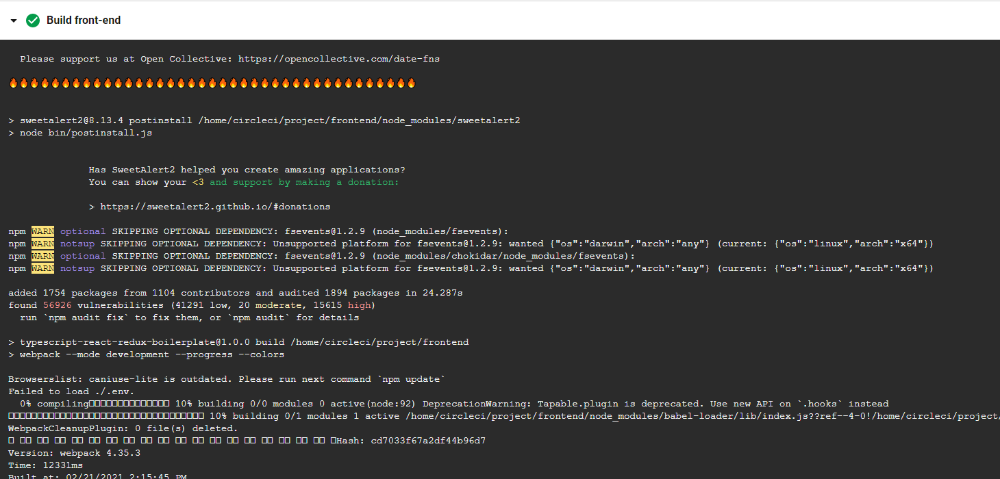 Build front-end
Please support us at Open Collective: https://opencollective.com/date-fns
> sweetalert2@8.13.4 postinstall /home/circleci/project/frontend/node_modules/sweetalert2
> node bin/postinstall.js
Has SweetAlert2 helped you create amazing applications?
You can show your <3 and support by making a donation:
> https://sweetalert2.github.io/#donations
npm WARN optional SKIPPING OPTIONAL DEPENDENCY: fsevents@1.2.9 (node_modules/fsevents):
npm WARN notsup SKIPPING OPTIONAL DEPENDENCY: Unsupported platform for fsevents@1.2.9: wanted {"os":"darwin","arch":"any"} (current: {"os":"linux","arch":"x64"})
npm WARN optional SKIPPING OPTIONAL DEPENDENCY: fsevents@1.2.9 (node_modules/chokidar/node_modules/fsevents):
npm WARN notsup SKIPPING OPTIONAL DEPENDENCY: Unsupported platform for fsevents@1.2.9: wanted {"os":"darwin","arch":"any"} (current: {"os":"linux","arch":"x64"})
added 1754 packages from 1104 contributors and audited 1894 packages in 24.287s
found 56926 vulnerabilities (41291 low, 20 moderate, 15615 high)
run `npm audit fix` to fix them, or `npm audit` for details
> typescript-react-redux-boilerplate@1.0.0 build /home/circleci/project/frontend
> webpack --mode development --progress --colors
Browserslist: caniuse-lite is outdated. Please run next command `npm update`
Failed to load ./.env.
0% compiling 10% building 0/0 modules 0 active(node:92) DeprecationWarning: Tapable.plugin is deprecated. Use new API on `.hooks` instead
10% building 0/1 modules 1 active /home/circleci/project/frontend/node_modules/babel-loader/lib/index.js??ref--4-0!/home/circleci/project/
WebpackCleanupPlugin: 0 file(s) deleted.
Hash: cd7033f67a2df44b96d7
Version: webpack 4.35.3
Time: 12331ms
Built at: 02/21/2021 2:15:45 PM